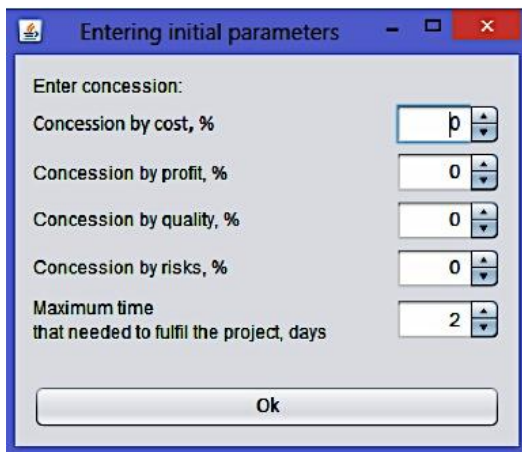 Entering initial parameters
Enter concession:
Concession by cost, % 0
Concession by profit, % 0
Concession by quality, % 0
Concession by risks, % 0
Maximum time
that needed to fulfil the project, days 2
Ok